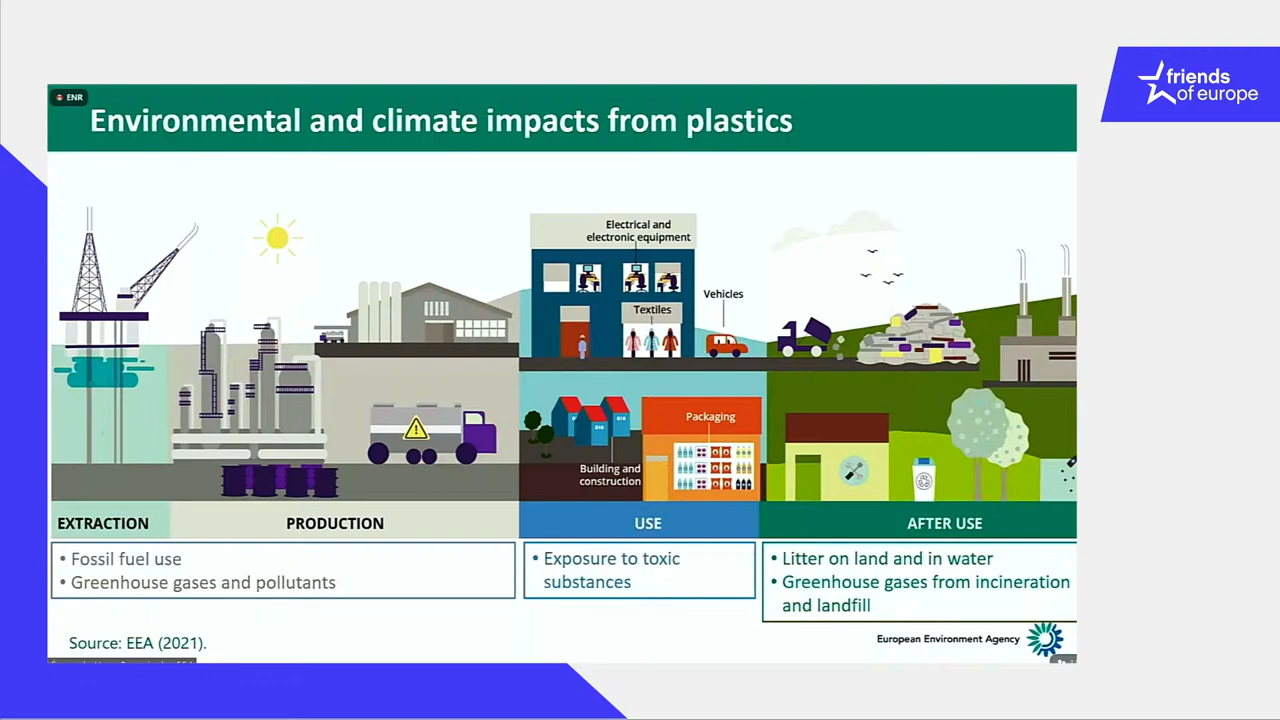 friends
of europe
ENR
Environmental and climate impacts from plastics
Electrical and
electronic equipment
Textiles
Vehicles
Packaging
Building and
construction
EXTRACTION
PRODUCTION
USE
AFTER USE
• Fossil fuel use
• Greenhouse gases and pollutants
• Exposure to toxic
substances
• Litter on land and in water
• Greenhouse gases from incineration
and landfill
Source: EEA (2021).
European Environment Agency